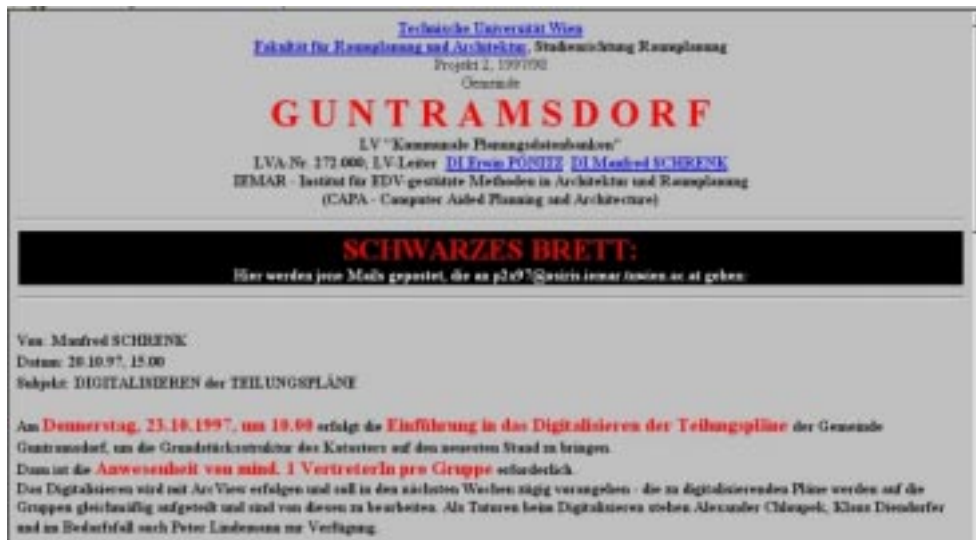 Technische Universität Wien
Fakultät für Raumplanung und Architektur, Studienrichtung Raumplanung
Projekt 2, 1997/98
Gemeinde
GUNTRAMSDORF
LV "Kommunale Planungsdatenbanken"
LVA-Nr. 272.000; LV-Leiter DI Erwin PÖNITZ DI Manfred SCHRENK
IEMAR - Institut für EDV-gestützte Methoden in Architektur und Raumplanung
(CAPA - Computer Aided Planning and Architecture)
SCHWARZES BRETT:
Hier werden jene Mails gepostet, die an p2s97@osiris.iemar.tuwien.ac.at gehen:
Von: Manfred SCHRENK
Datum: 20.10.97, 15.00
Subjekt: DIGITALISIEREN der TEILUNGSPLÄNE
Am Donnerstag, 23.10.1997, um 10.00 erfolgt die Einführung in das Digitalisieren der Teilungspläne der Gemeinde
Guntramsdorf, um die Grundstücksstruktur des Katasters auf den neuesten Stand zu bringen.
Dazu ist die Anwesenheit von mind. 1 VertreterIn pro Gruppe erforderlich.
Das Digitalisieren wird mit ArcView erfolgen und soll in den nächsten Wochen zügig vorangehen - die zu digitalisierenden Pläne werden auf die
Gruppen gleichmäßig aufgeteilt und sind von diesen zu bearbeiten. Als Tutoren beim Digitalisieren stehen Alexander Chloupek, Klaus Diendorfer
und im Bedarfsfall auch Peter Lindemann zur Verfügung.